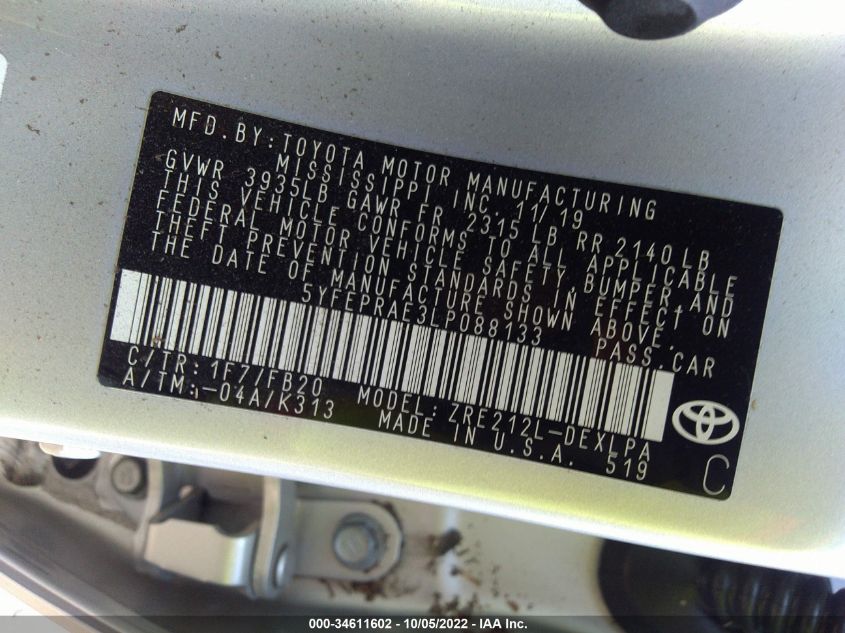 MFD.BY:TOYOTA MOTOR MANUFACTURING
MISSISSIPPI, INC. 11/19
GVWR 3935LB GAWR FR 2315 LB RR 2140LB
THIS VEHICLE CONFORMS TO ALL APPLICABLE
FEDERAL MOTOR VEHICLE SAFETY,BUMPER,AND
THEFT PREVENTION STANDARDS IN EFFECT ON
THE DATE OF MANUFACTURE SHOWN ABOVE.
5YFEPRAE3LP088133 PASS.CAR
C/TR:1F7/FB20 MODEL:ZRE212L-DEXLPA
A/TM:-04A/K313 MADE IN U.S.A. 519
C
000-34611602 - 10/05/2022 - IAA Inc.